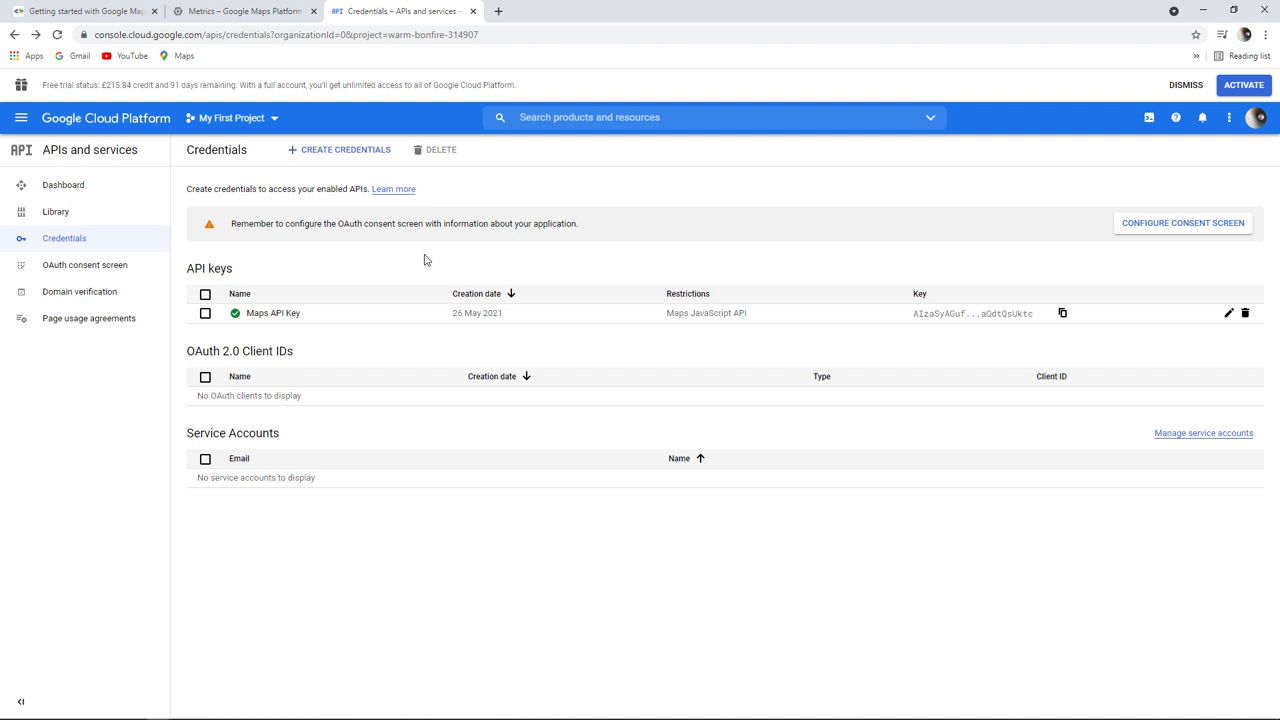 Getting started with Google Ma
Metrics – Google Maps Platform
API Credentials – APIs and services –
console.cloud.google.com/apis/credentials?organizationId=0&project=warm-bonfire-314907
Apps
Gmail
YouTube
Maps
»
Reading list
Free trial status: £215.84 credit and 91 days remaining. With a full account, you'll get unlimited access to all of Google Cloud Platform.
DISMISS
ACTIVATE
Google Cloud Platform
My First Project
Search products and resources
API APIs and services
Credentials
+ CREATE CREDENTIALS
DELETE
Dashboard
Library
Credentials
OAuth consent screen
Domain verification
Page usage agreements
Create credentials to access your enabled APIs. Learn more
Remember to configure the OAuth consent screen with information about your application.
CONFIGURE CONSENT SCREEN
API keys
Name Creation date Restrictions Key
Maps API Key 26 May 2021 Maps JavaScript API AIzaSyAGuf...aQdtQsUktc
OAuth 2.0 Client IDs
Name Creation date Type Client ID
No OAuth clients to display
Service Accounts
Manage service accounts
Email Name
No service accounts to display